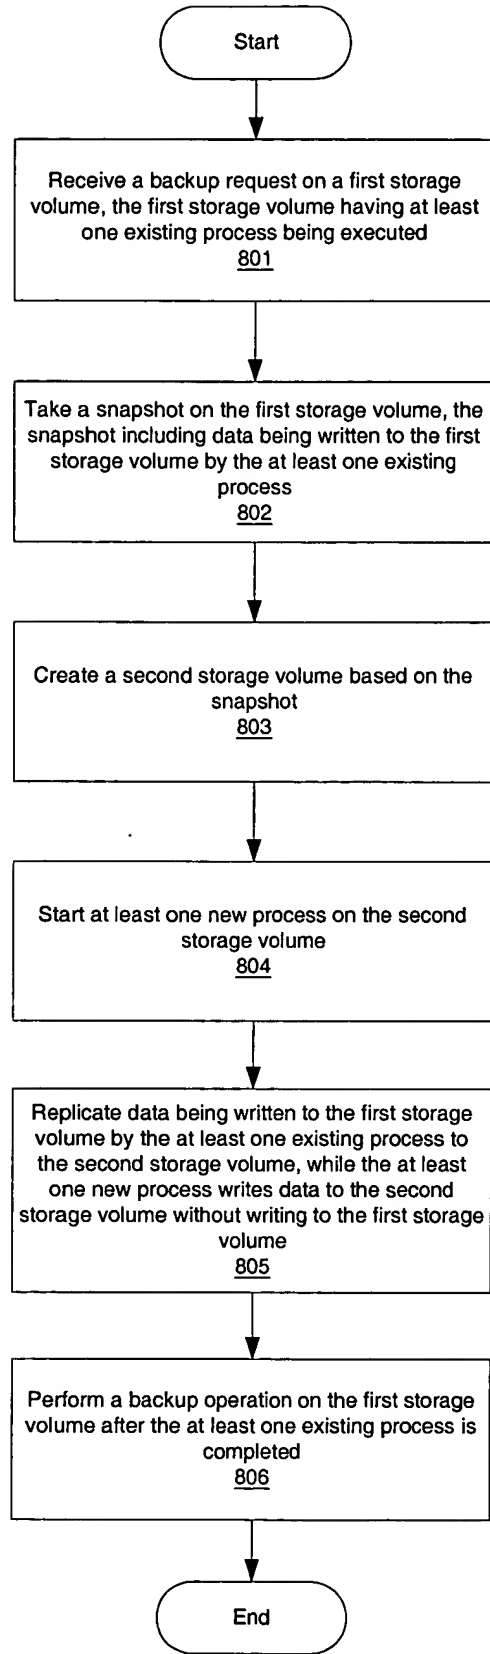 Start
Receive a backup request on a first storage
volume, the first storage volume having at least
one existing process being executed
801
Take a snapshot on the first storage volume, the
snapshot including data being written to the first
storage volume by the at least one existing
process
802
Create a second storage volume based on the
snapshot
803
Start at least one new process on the second
storage volume
804
Replicate data being written to the first storage
volume by the at least one existing process to
the second storage volume, while the at least
one new process writes data to the second
storage volume without writing to the first storage
volume
805
Perform a backup operation on the first storage
volume after the at least one existing process is
completed
806
End